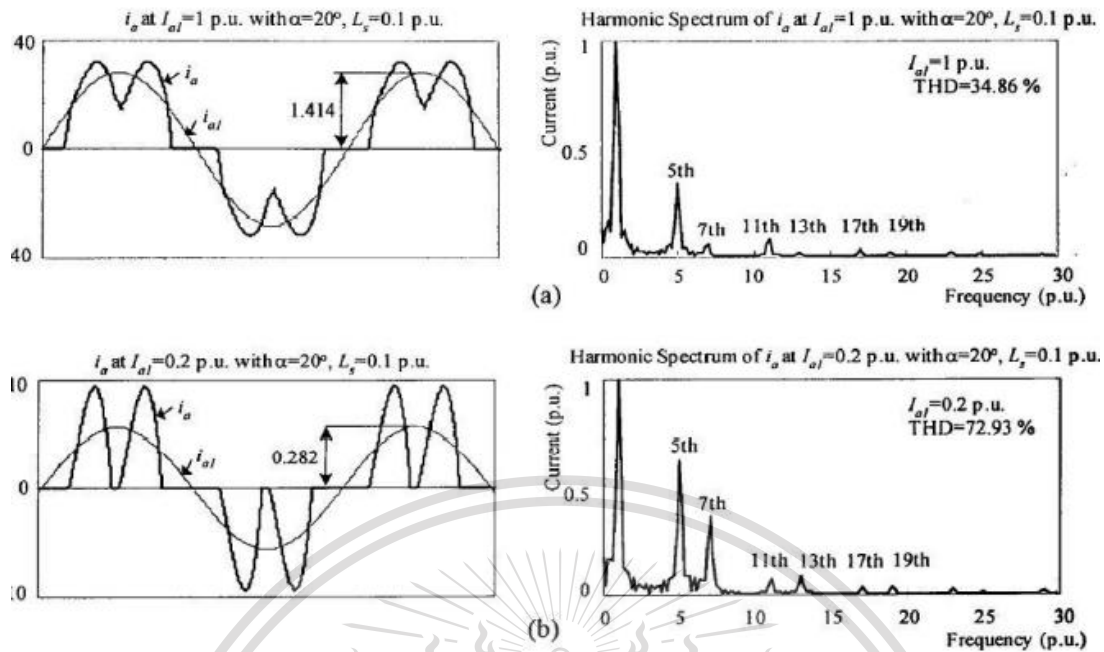 i_a at I_a1=1 p.u. with α=20°, L_s=0.1 p.u.
40
0
40
i_a
i_a1
1.414
Harmonic Spectrum of i_a at I_a1=1 p.u. with α=20°, L_s=0.1 p.u.
Current (p.u.)
1
0.5
0
I_a1=1 p.u.
THD=34.86 %
5th
7th
11th
13th
17th
19th
0
5
10
15
20
25
30
Frequency (p.u.)
(a)
i_a at I_a1=0.2 p.u. with α=20°, L_s=0.1 p.u.
10
0
10
i_a
i_a1
0.282
Harmonic Spectrum of i_a at I_a1=0.2 p.u. with α=20°, L_s=0.1 p.u.
Current (p.u.)
1
0.5
0
I_a1=0.2 p.u.
THD=72.93 %
5th
7th
11th
13th
17th
19th
0
5
10
15
20
25
30
Frequency (p.u.)
(b)